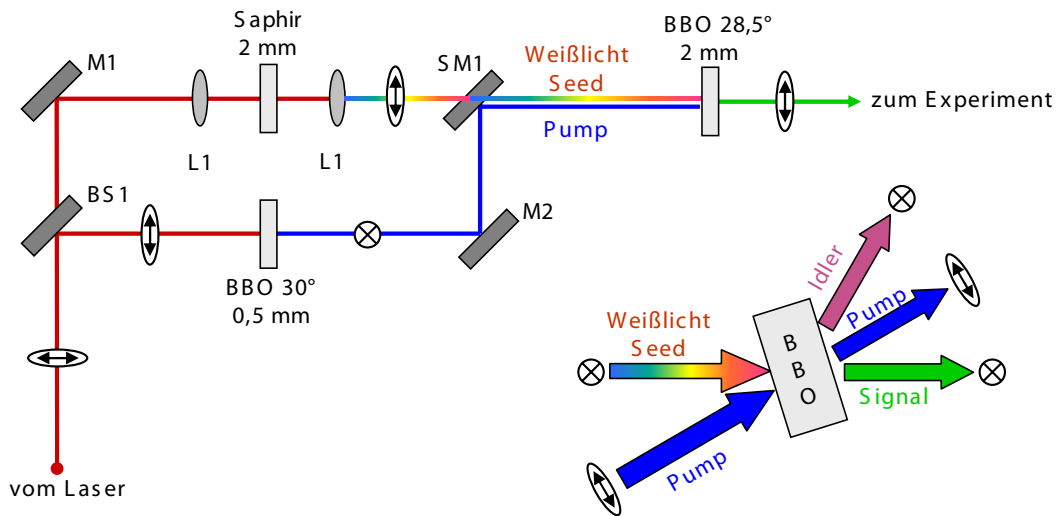 Saphir
2 mm
BBO 28,5°
2 mm
M1
SM1
Weißlicht
Seed
zum Experiment
Pump
L1
L1
BS1
M2
BBO 30°
0,5 mm
Idler
Pump
Weißlicht
Seed
B
B
O
Signal
Pump
vom Laser